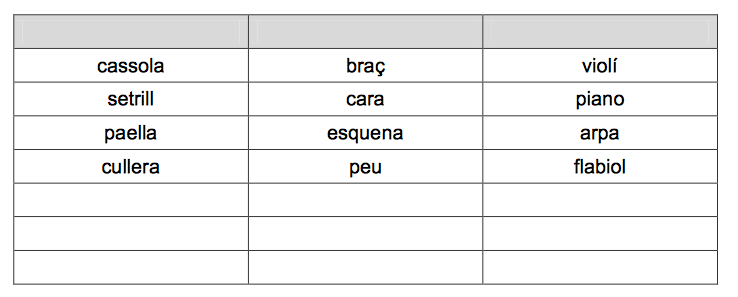 cassola braç violí
setrill cara piano
paella esquena arpa
cullera peu flabiol